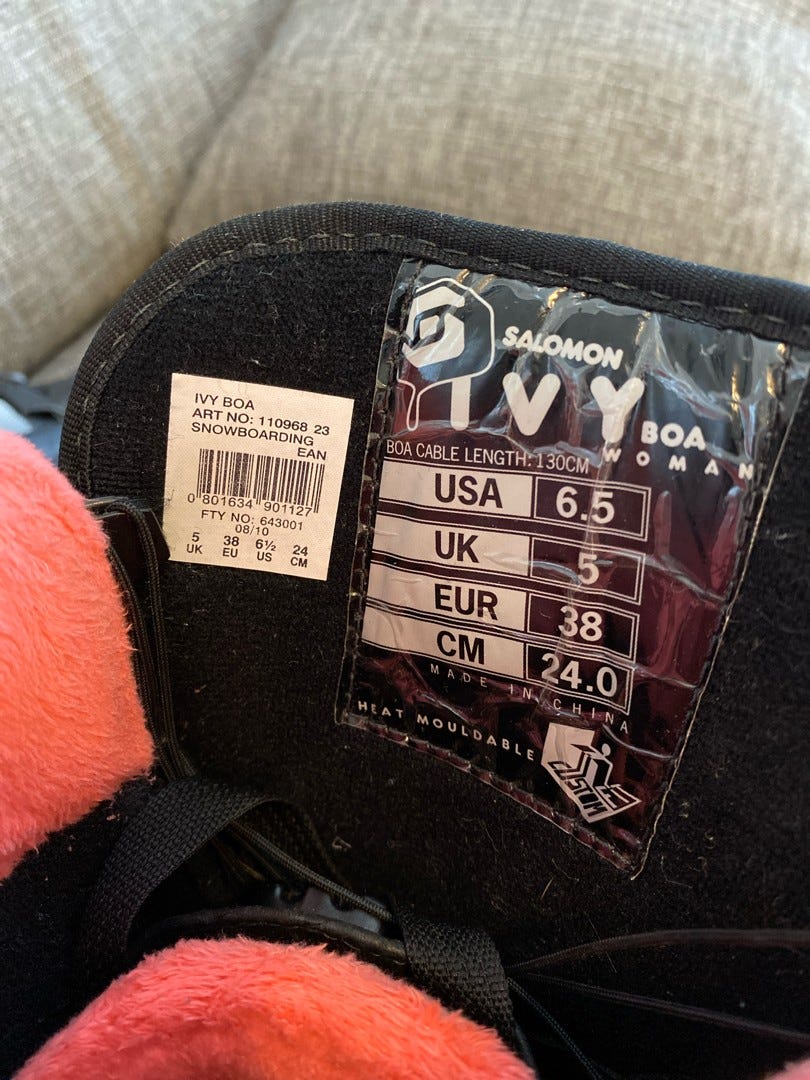 IVY BOA
ART NO: 110968 23
SNOWBOARDING
EAN
0 801634 901127
FTY NO: 643001
08/10
5 38 6½ 24
UK EU US CM
SALOMON
IVY BOA
WOMAN
BOA CABLE LENGTH: 130CM
USA 6.5
UK 5
EUR 38
CM 24.0
MADE IN CHINA
HEAT MOULDABLE